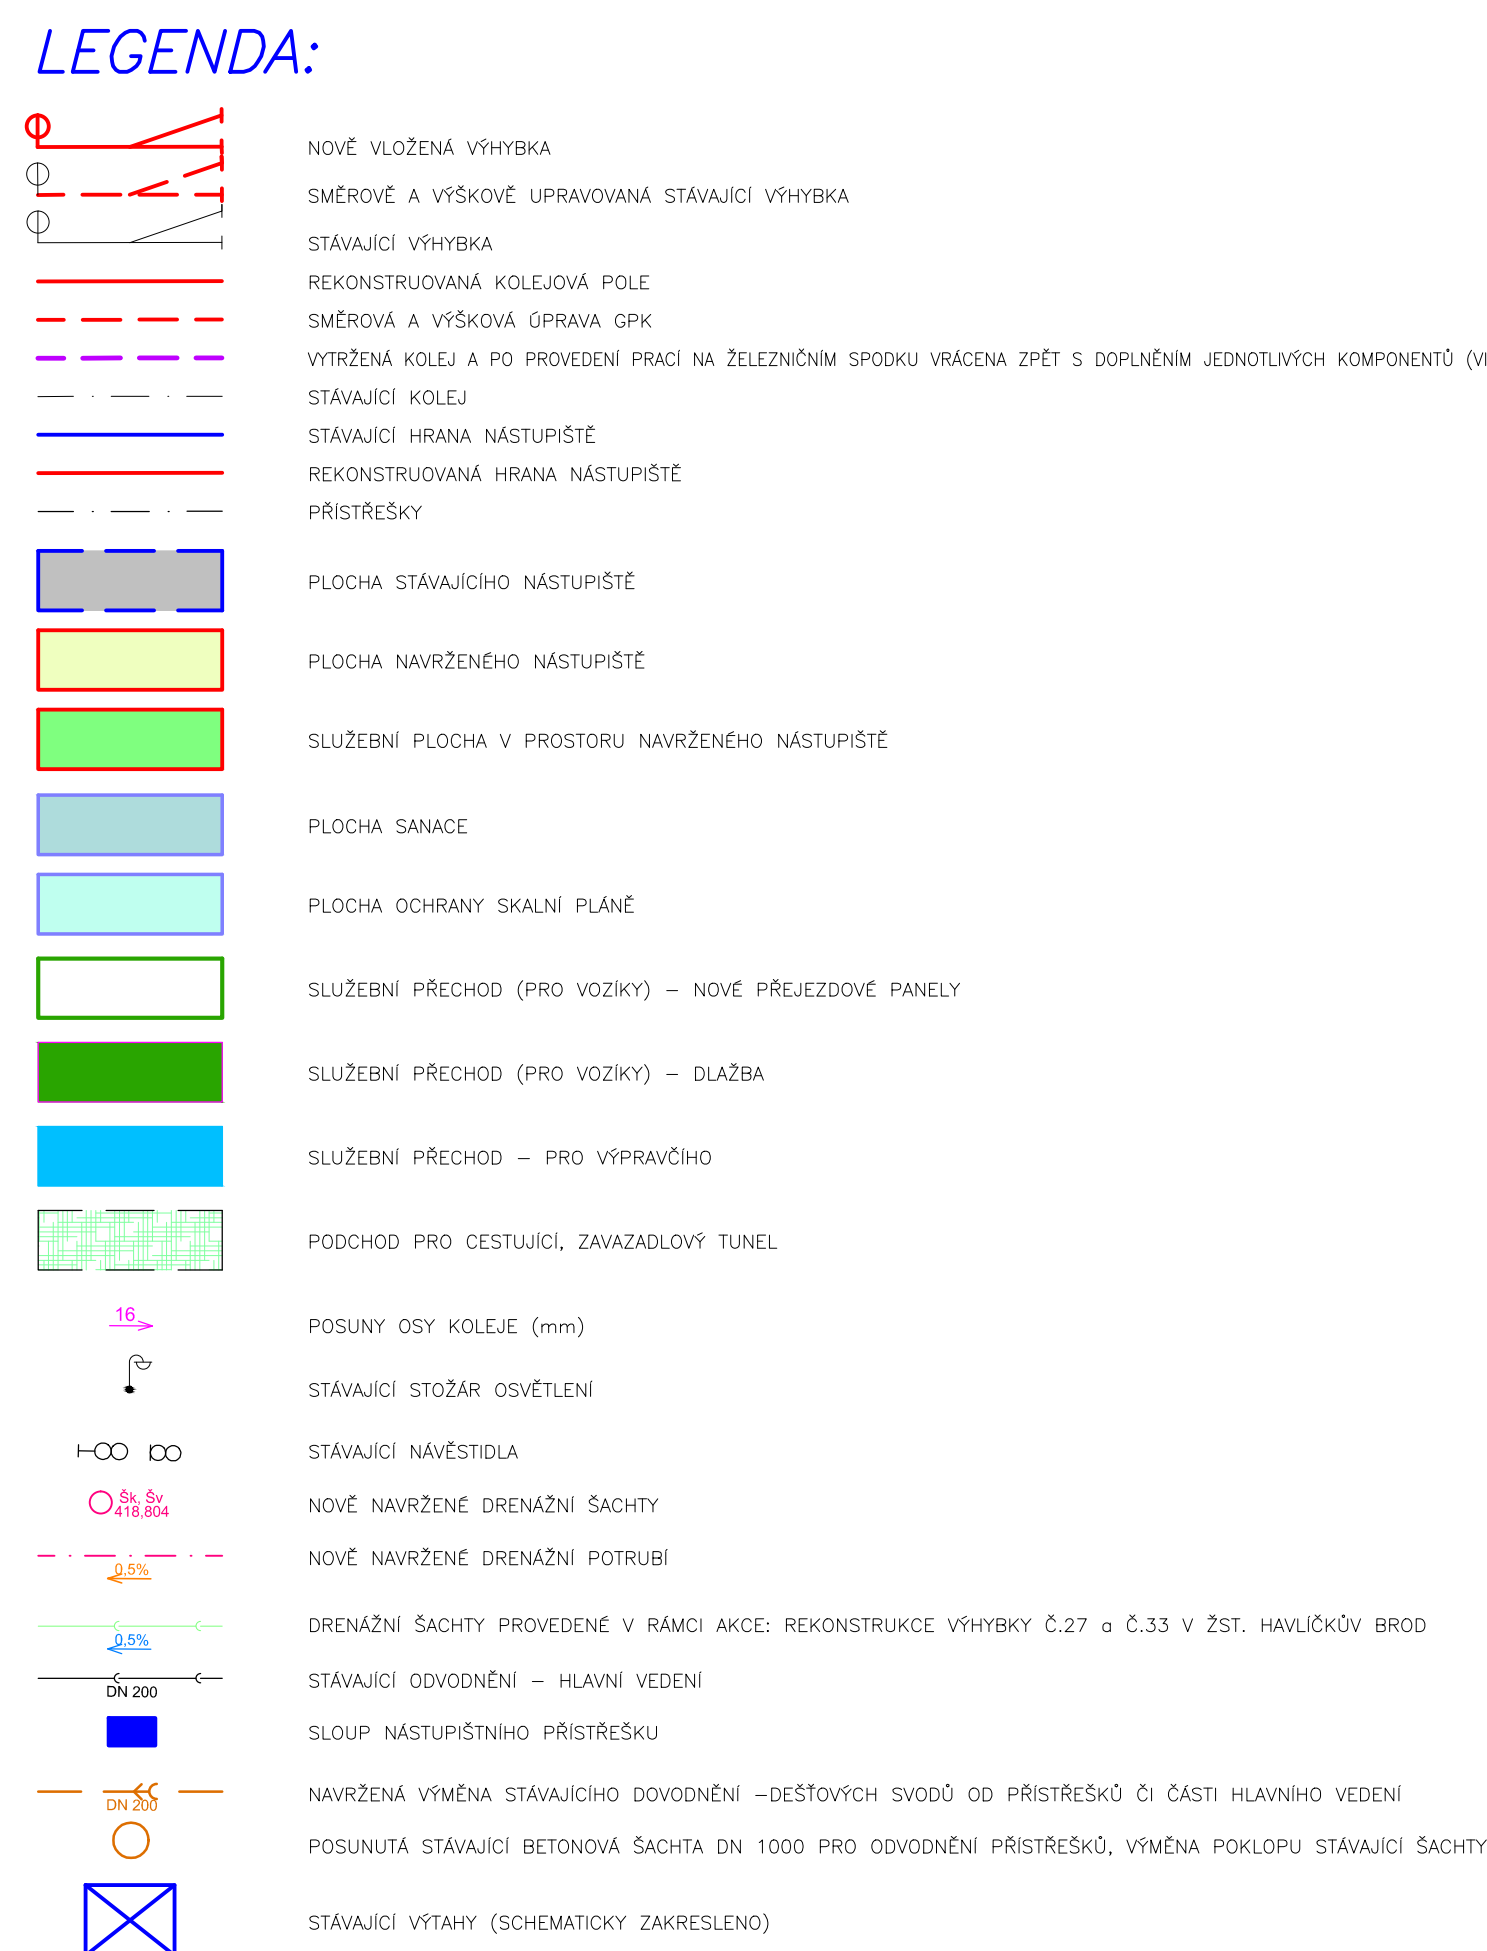 LEGENDA:
NOVĚ VLOŽENÁ VÝHYBKA
SMĚROVĚ A VÝŠKOVĚ UPRAVOVANÁ STÁVAJÍCÍ VÝHYBKA
STÁVAJÍCÍ VÝHYBKA
REKONSTRUOVANÁ KOLEJOVÁ POLE
SMĚROVÁ A VÝŠKOVÁ ÚPRAVA GPK
VYTRŽENÁ KOLEJ A PO PROVEDENÍ PRACÍ NA ŽELEZNIČNÍM SPODKU VRÁCENA ZPĚT S DOPLNĚNÍM JEDNOTLIVÝCH KOMPONENTŮ (VI
STÁVAJÍCÍ KOLEJ
STÁVAJÍCÍ HRANA NÁSTUPIŠTĚ
REKONSTRUOVANÁ HRANA NÁSTUPIŠTĚ
PŘÍSTŘEŠKY
PLOCHA STÁVAJÍCÍHO NÁSTUPIŠTĚ
PLOCHA NAVRŽENÉHO NÁSTUPIŠTĚ
SLUŽEBNÍ PLOCHA V PROSTORU NAVRŽENÉHO NÁSTUPIŠTĚ
PLOCHA SANACE
PLOCHA OCHRANY SKALNÍ PLÁNĚ
SLUŽEBNÍ PŘECHOD (PRO VOZÍKY) – NOVÉ PŘEJEZDOVÉ PANELY
SLUŽEBNÍ PŘECHOD (PRO VOZÍKY) – DLAŽBA
SLUŽEBNÍ PŘECHOD – PRO VÝPRAVČÍHO
PODCHOD PRO CESTUJÍCÍ, ZAVAZADLOVÝ TUNEL
16
POSUNY OSY KOLEJE (mm)
STÁVAJÍCÍ STOŽÁR OSVĚTLENÍ
STÁVAJÍCÍ NÁVĚSTIDLA
Šk, Šv
418,804
NOVĚ NAVRŽENÉ DRENÁŽNÍ ŠACHTY
NOVĚ NAVRŽENÉ DRENÁŽNÍ POTRUBÍ
0,5%
DRENÁŽNÍ ŠACHTY PROVEDENÉ V RÁMCI AKCE: REKONSTRUKCE VÝHYBKY Č.27 a Č.33 V ŽST. HAVLÍČKŮV BROD
0,5%
STÁVAJÍCÍ ODVODNĚNÍ – HLAVNÍ VEDENÍ
DN 200
SLOUP NÁSTUPIŠTNÍHO PŘÍSTŘEŠKU
NAVRŽENÁ VÝMĚNA STÁVAJÍCÍHO DOVODNĚNÍ –DEŠŤOVÝCH SVODŮ OD PŘÍSTŘEŠKŮ ČI ČÁSTI HLAVNÍHO VEDENÍ
DN 200
POSUNUTÁ STÁVAJÍCÍ BETONOVÁ ŠACHTA DN 1000 PRO ODVODNĚNÍ PŘÍSTŘEŠKŮ, VÝMĚNA POKLOPU STÁVAJÍCÍ ŠACHTY
STÁVAJÍCÍ VÝTAHY (SCHEMATICKY ZAKRESLENO)